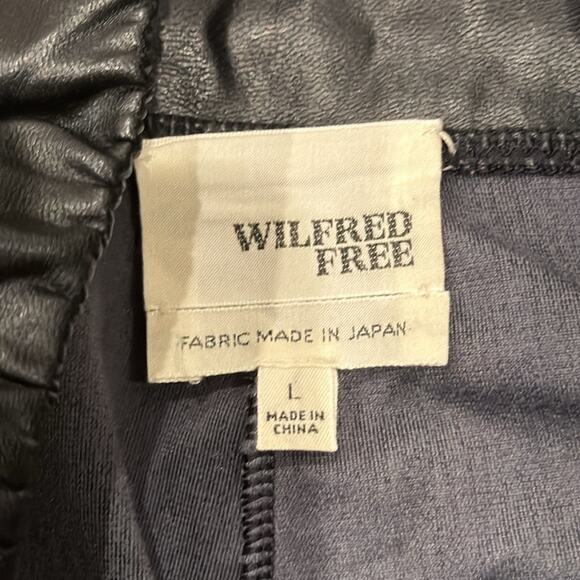 WILFRED
FREE
FABRIC MADE IN JAPAN
L
MADE IN
CHINA